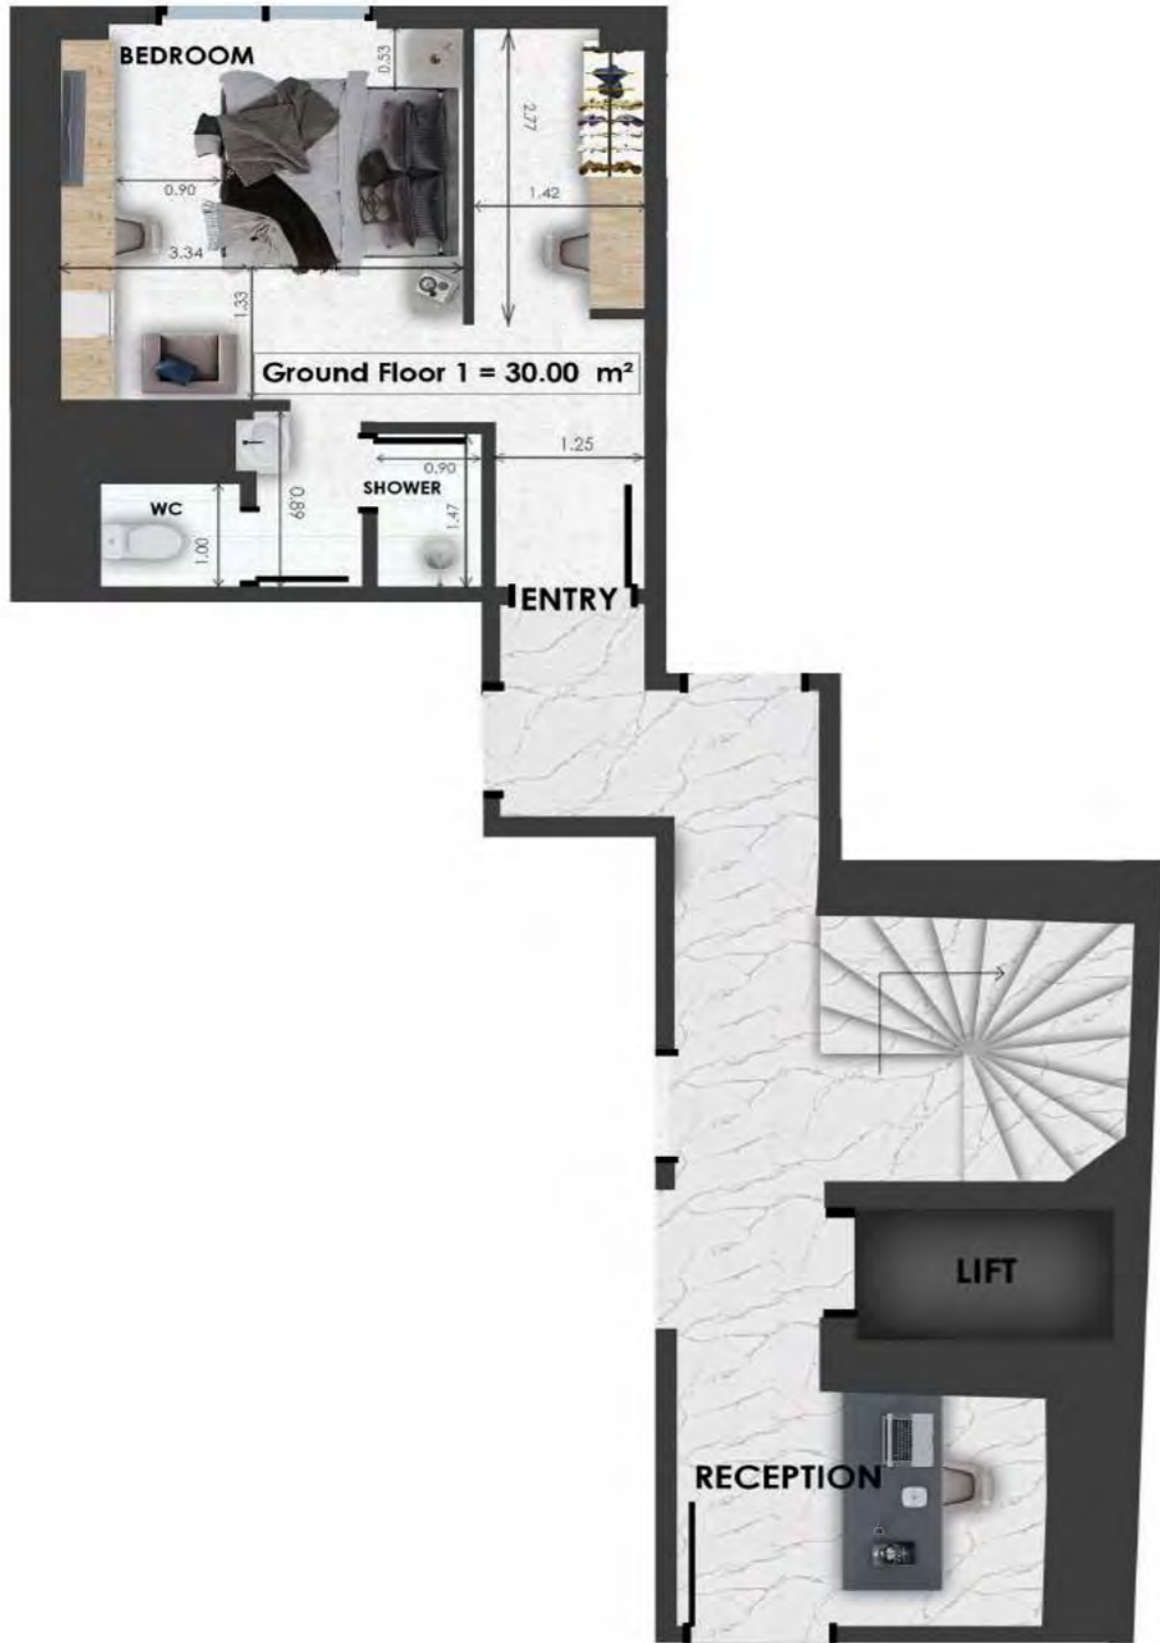 BEDROOM
0.53
2.77
0.90
1.42
3.34
1.33
Ground Floor 1 = 30.00 m²
1.25
0.90
SHOWER
WC
0.89
1.47
1.00
ENTRY
LIFT
RECEPTION